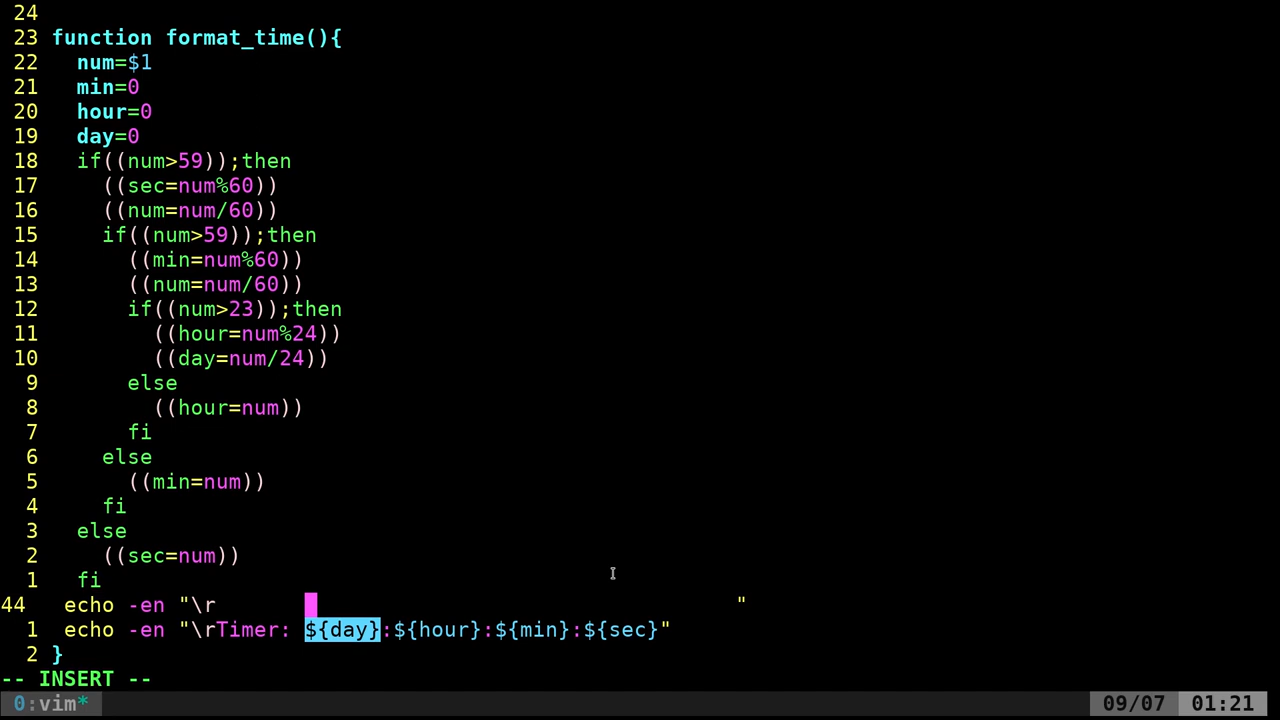 24
23 function format_time(){
22   num=$1
21   min=0
20   hour=0
19   day=0
18   if((num>59));then
17     ((sec=num%60))
16     ((num=num/60))
15     if((num>59));then
14       ((min=num%60))
13       ((num=num/60))
12       if((num>23));then
11         ((hour=num%24))
10         ((day=num/24))
9       else
8         ((hour=num))
7       fi
6     else
5       ((min=num))
4     fi
3   else
2     ((sec=num))
1   fi
44   echo -en "\r                                          "
1   echo -en "\rTimer: ${day}:${hour}:${min}:${sec}"
2 }
-- INSERT --
0:vim* 09/07 01:21